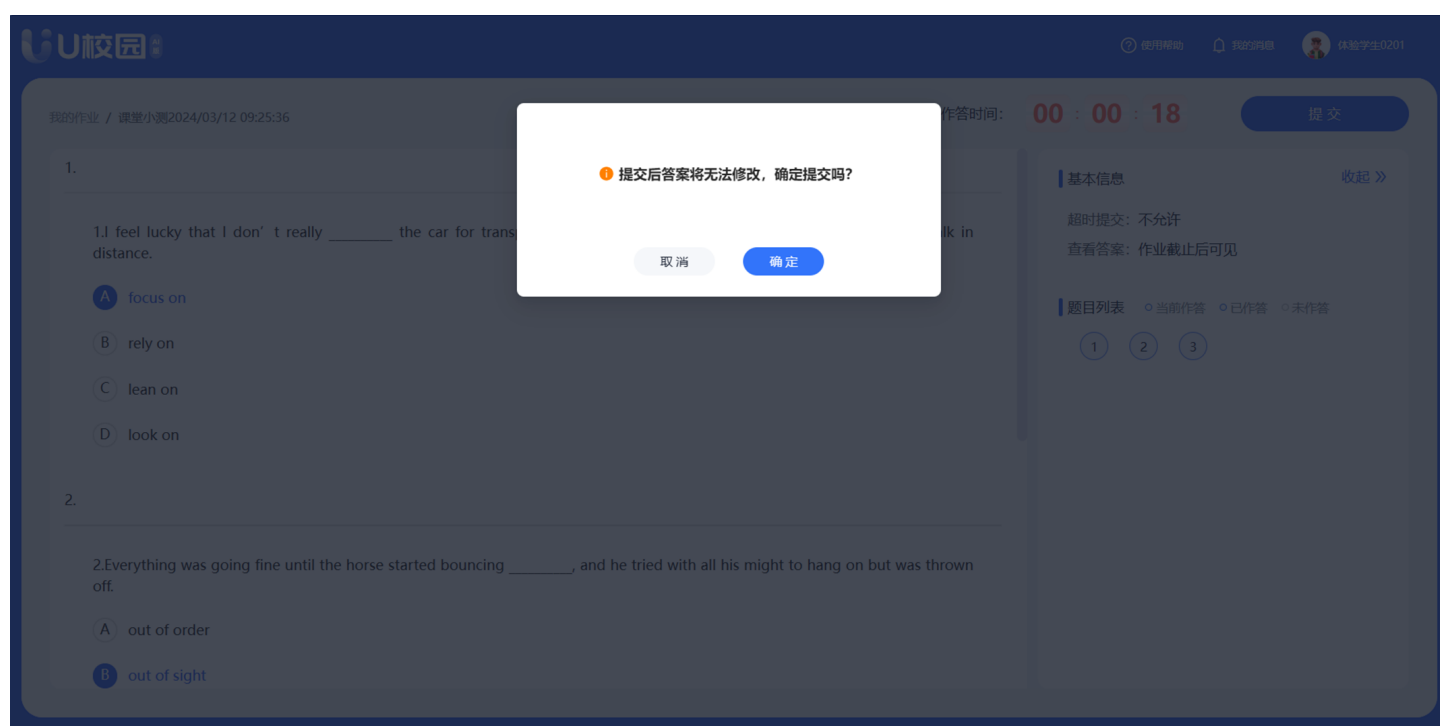 U校园
使用帮助 我的消息 体验学生0201
我的作业 / 课堂小测2024/03/12 09:25:36
作答时间： 00 : 00 : 18 提 交
提交后答案将无法修改，确定提交吗？
取 消 确 定
1.
1.I feel lucky that I don't really ________ the car for trans lk in
distance.
A focus on
B rely on
C lean on
D look on
2.
2.Everything was going fine until the horse started bouncing ________, and he tried with all his might to hang on but was thrown
off.
A out of order
B out of sight
基本信息 收起
超时提交：不允许
查看答案：作业截止后可见
题目列表 当前作答 已作答 未作答
1 2 3